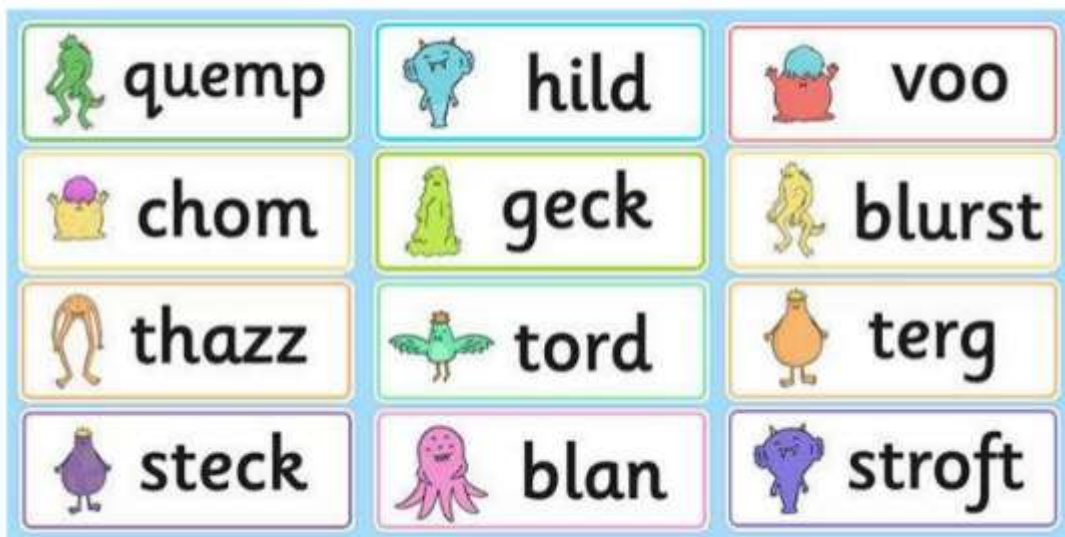 quemp
hild
voo
chom
geck
blurst
thazz
tord
terg
steck
blan
stroft